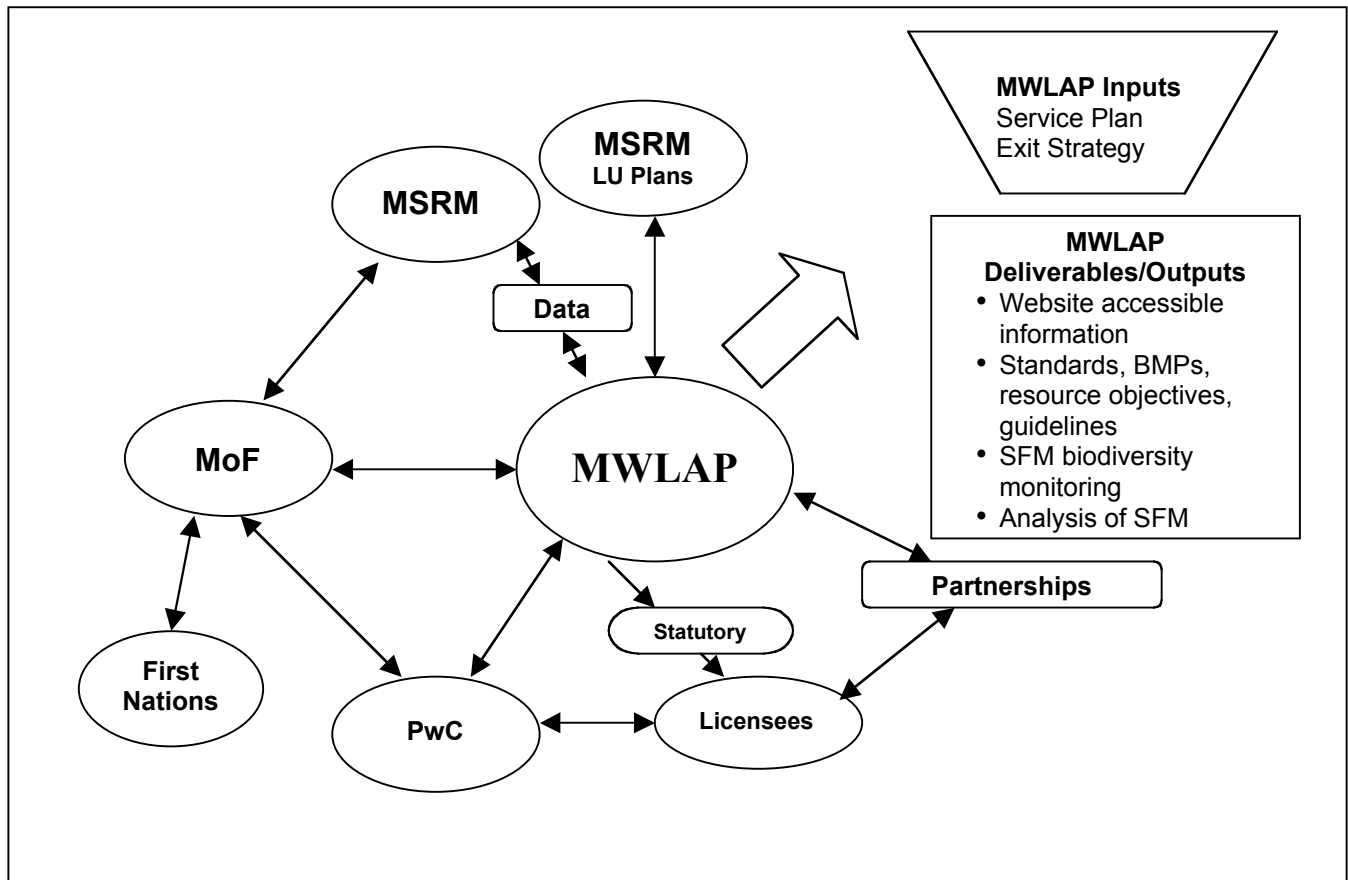 MWLAP Inputs
Service Plan
Exit Strategy
MSRM
LU Plans
MSRM
Data
MWLAP
Deliverables/Outputs
• Website accessible
information
• Standards, BMPs,
resource objectives,
guidelines
• SFM biodiversity
monitoring
• Analysis of SFM
MoF
MWLAP
Partnerships
Statutory
First
Nations
PwC
Licensees